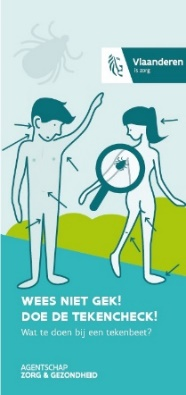 Vlaanderen
is zorg
WEES NIET GEK!
DOE DE TEKENCHECK!
Wat te doen bij een tekenbeet?
AGENTSCHAP
ZORG & GEZONDHEID